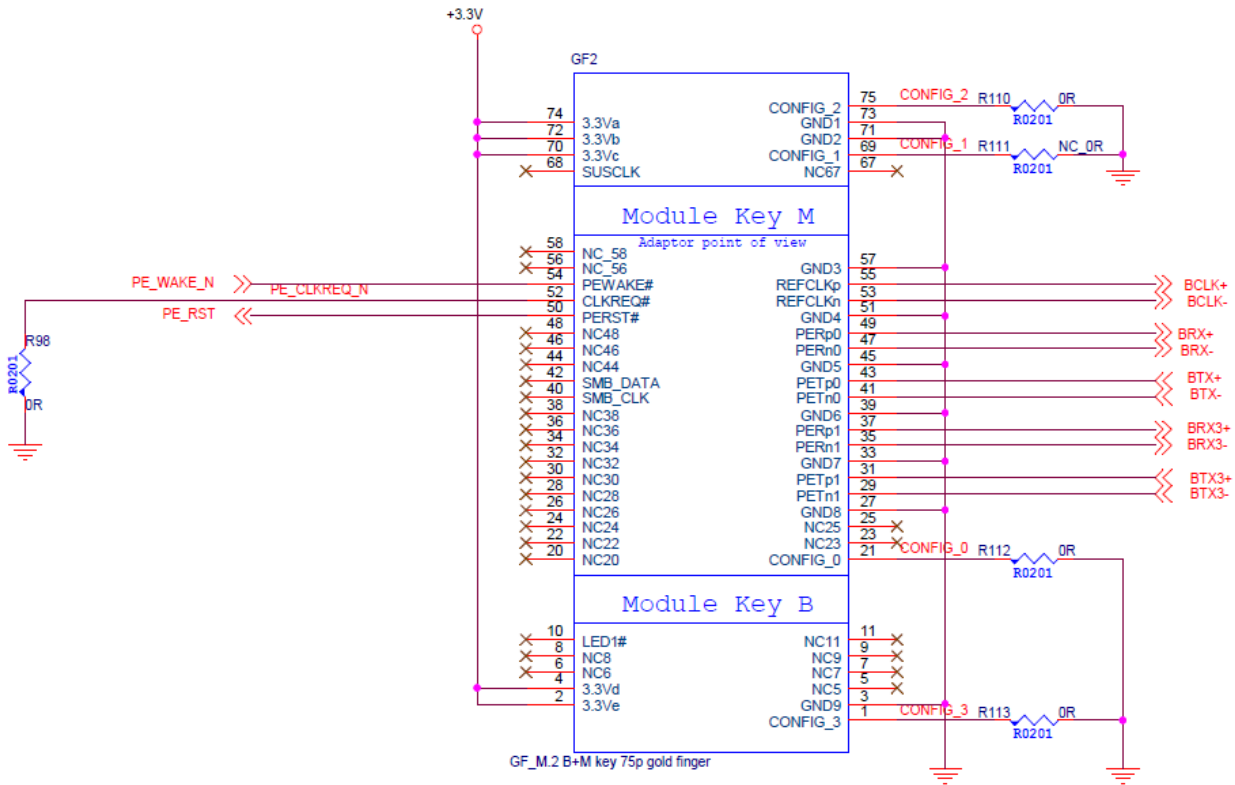 +3.3V
GF2
74 3.3Va
72 3.3Vb
70 3.3Vc
68 SUSCLK
CONFIG_2 75 CONFIG_2 R110 0R
R0201
GND1 73
GND2 71
CONFIG_1 69 CONFIG_1 R111 NC_0R
R0201
NC67 67
Module Key M
Adaptor point of view
58 NC_58
56 NC_56
PE_WAKE_N 54 PEWAKE#
PE_CLKREQ_N 52 CLKREQ#
PE_RST 50 PERST#
48 NC48
46 NC46
44 NC44
42 SMB_DATA
40 SMB_CLK
38 NC38
36 NC36
34 NC34
32 NC32
30 NC30
28 NC28
26 NC26
24 NC24
22 NC22
20 NC20
R98
R0201
0R
GND3 57
REFCLKp 55 BCLK+
REFCLKn 53 BCLK-
GND4 51
PERp0 49 BRX+
PERn0 47 BRX-
GND5 45
PETp0 43 BTX+
PETn0 41 BTX-
GND6 39
PERp1 37 BRX3+
PERn1 35 BRX3-
GND7 33
PETp1 31 BTX3+
PETn1 29 BTX3-
GND8 27
NC25 25
NC23 23
CONFIG_0 21 CONFIG_0 R112 0R
R0201
Module Key B
10 LED1#
8 NC8
6 NC6
4 3.3Vd
2 3.3Ve
NC11 11
NC9 9
NC7 7
NC5 5
GND9 3
CONFIG_3 1 CONFIG_3 R113 0R
R0201
GF_M.2 B+M key 75p gold finger